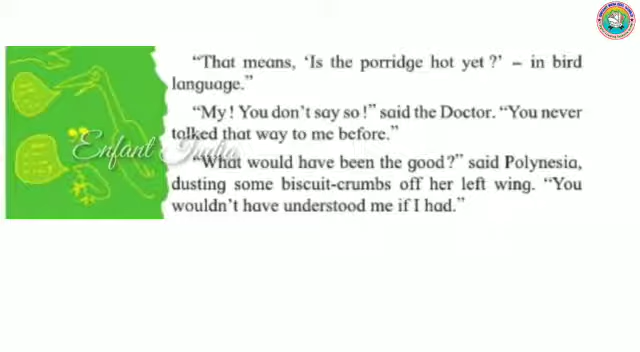 “That means, ‘Is the porridge hot yet ?’ – in bird
language.”
“My ! You don’t say so !” said the Doctor. “You never
talked that way to me before.”
“What would have been the good?” said Polynesia,
dusting some biscuit-crumbs off her left wing. “You
wouldn’t have understood me if I had.”
Enfant India